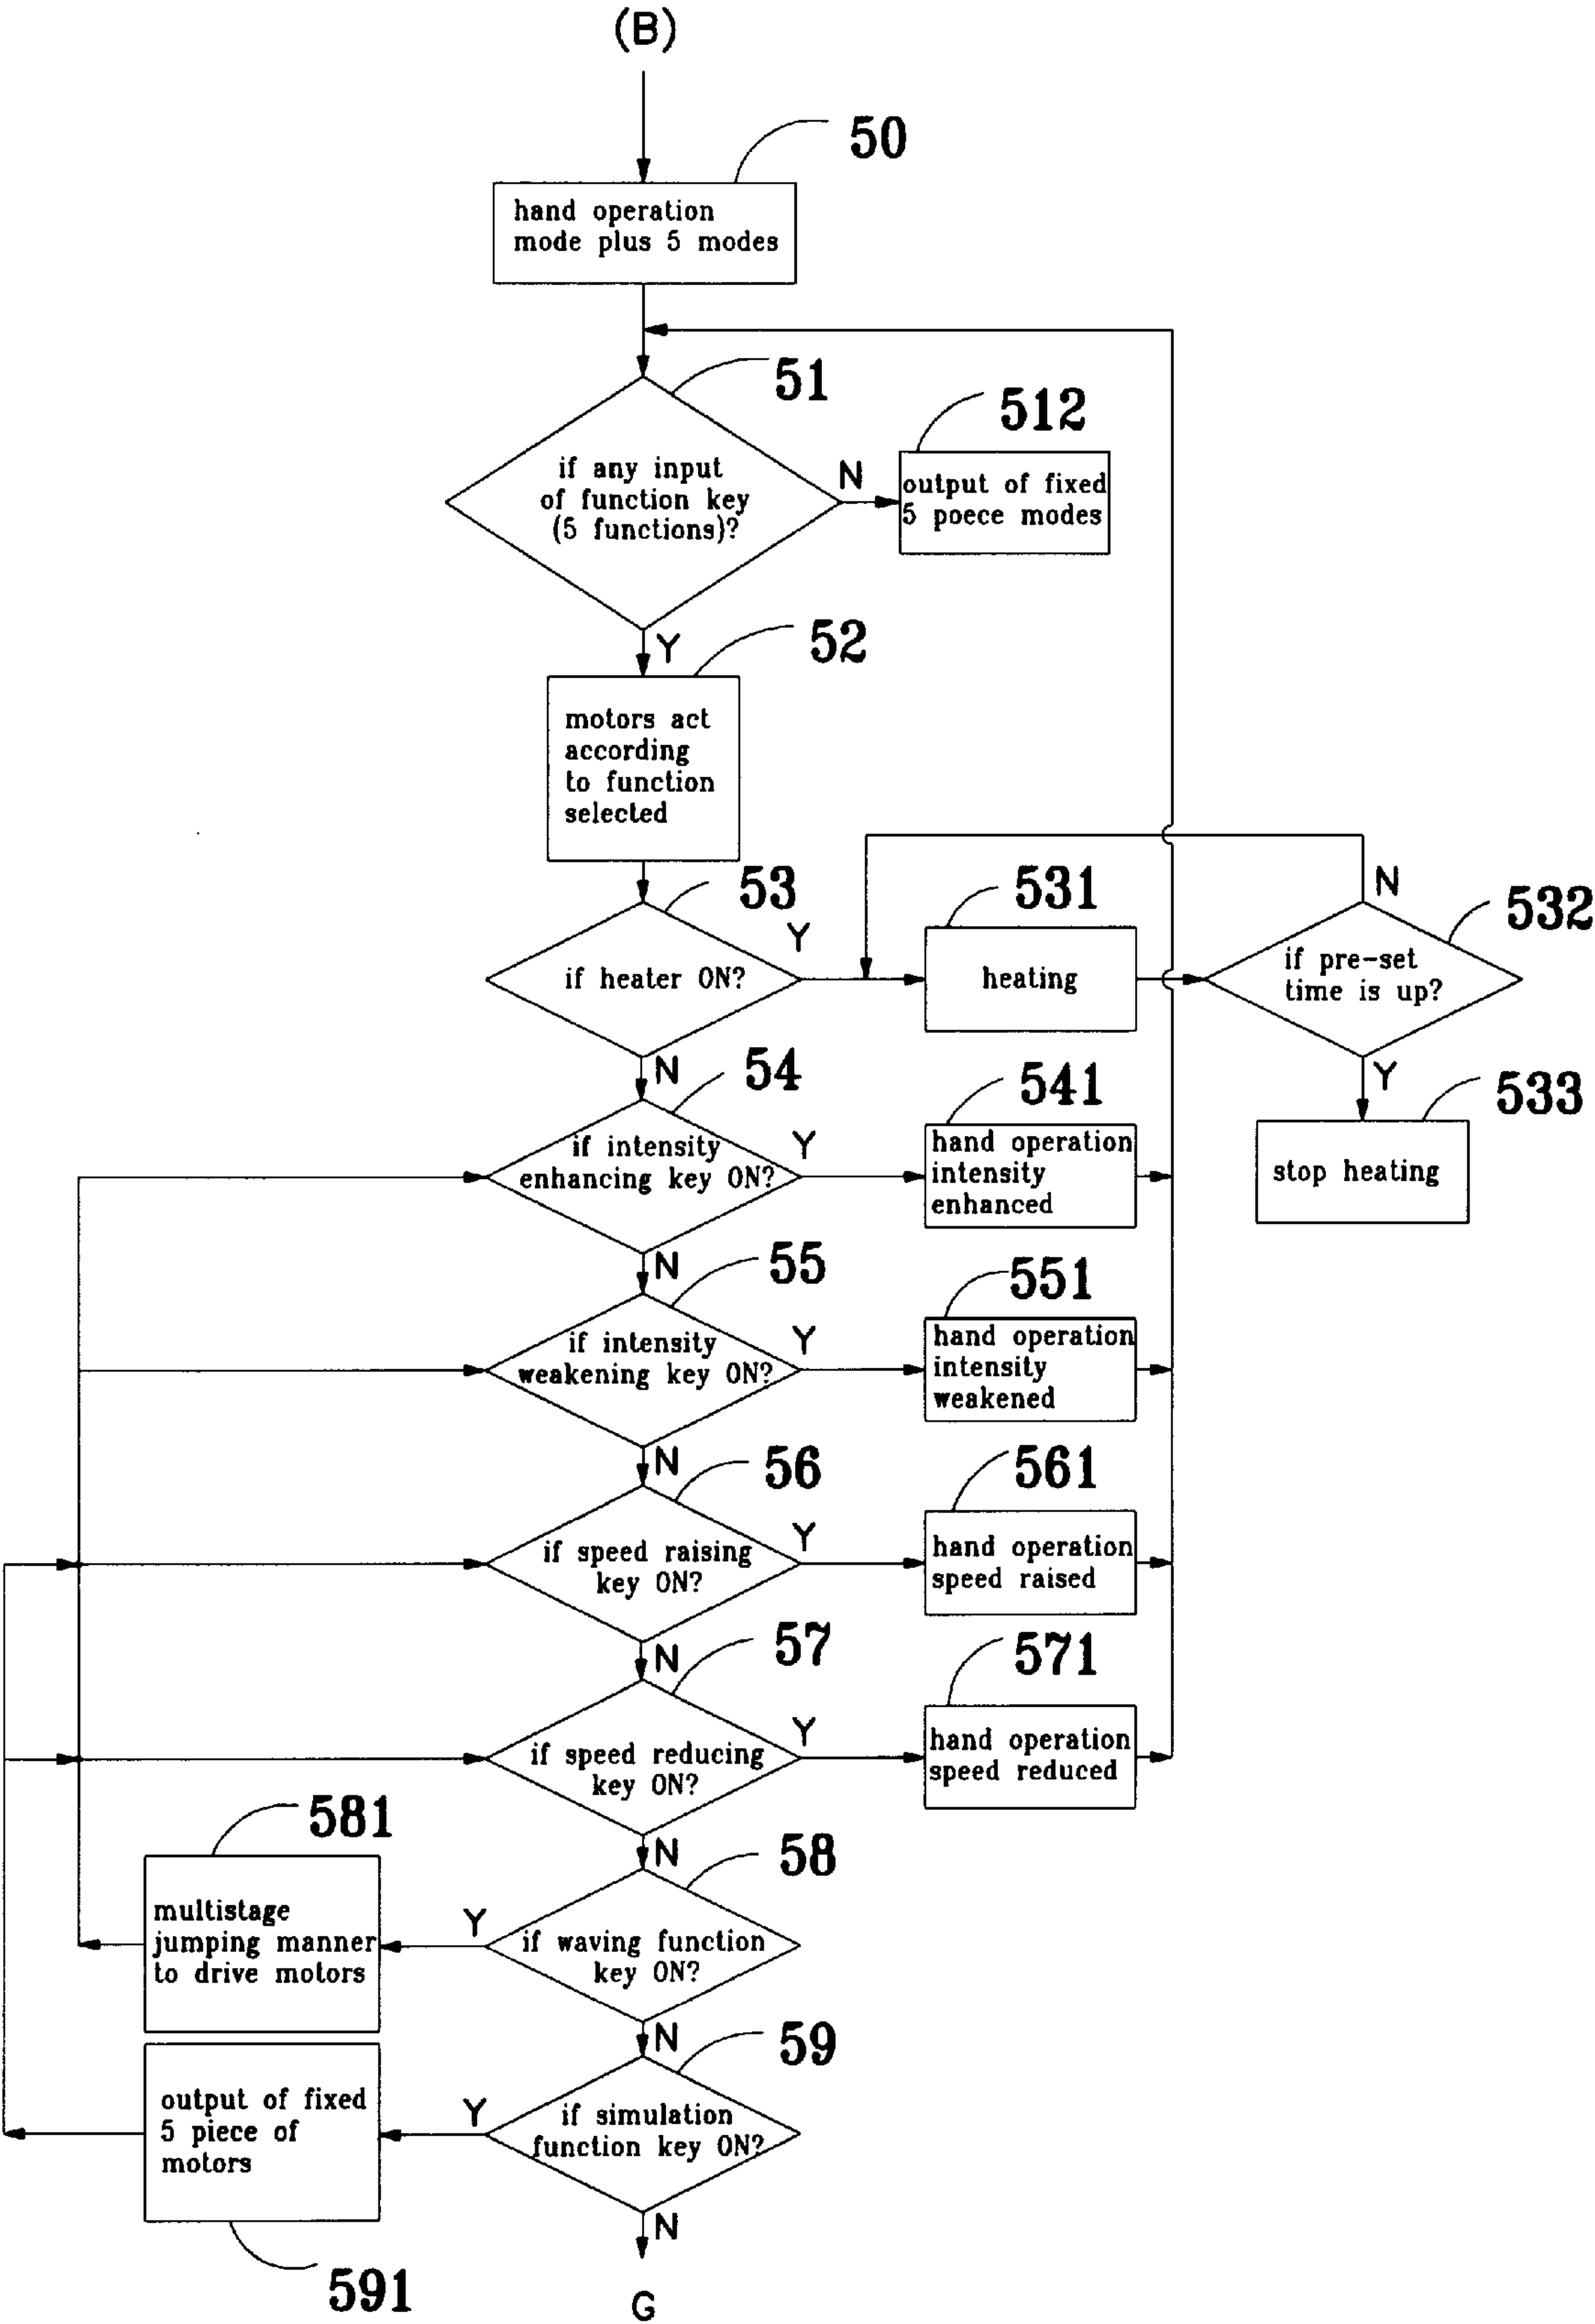 (B)
50
hand operation
mode plus 5 modes
51
if any input
of function key
(5 functions)?
N
512
output of fixed
5 poece modes
Y
52
motors act
according
to function
selected
53
if heater ON?
Y
531
heating
N
532
if pre-set
time is up?
Y
533
stop heating
N
54
if intensity
enhancing key ON?
Y
541
hand operation
intensity
enhanced
N
55
if intensity
weakening key ON?
Y
551
hand operation
intensity
weakened
N
56
if speed raising
key ON?
Y
561
hand operation
speed raised
N
57
if speed reducing
key ON?
Y
571
hand operation
speed reduced
N
58
if waving function
key ON?
Y
581
multistage
jumping manner
to drive motors
N
59
if simulation
function key ON?
Y
output of fixed
5 piece of
motors
591
N
G